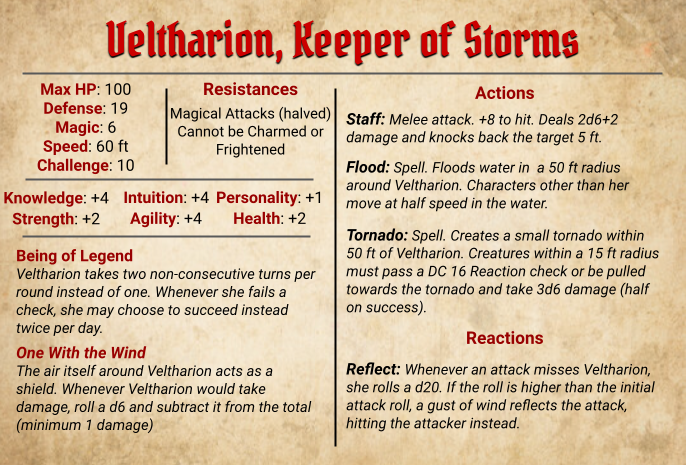 Veltharion, Keeper of Storms
Max HP: 100
Defense: 19
Magic: 6
Speed: 60 ft
Challenge: 10
Resistances
Magical Attacks (halved)
Cannot be Charmed or
Frightened
Knowledge: +4 Intuition: +4 Personality: +1
Strength: +2 Agility: +4 Health: +2
Being of Legend
Veltharion takes two non-consecutive turns per
round instead of one. Whenever she fails a
check, she may choose to succeed instead
twice per day.
One With the Wind
The air itself around Veltharion acts as a
shield. Whenever Veltharion would take
damage, roll a d6 and subtract it from the total
(minimum 1 damage)
Actions
Staff: Melee attack. +8 to hit. Deals 2d6+2
damage and knocks back the target 5 ft.
Flood: Spell. Floods water in a 50 ft radius
around Veltharion. Characters other than her
move at half speed in the water.
Tornado: Spell. Creates a small tornado within
50 ft of Veltharion. Creatures within a 15 ft radius
must pass a DC 16 Reaction check or be pulled
towards the tornado and take 3d6 damage (half
on success).
Reactions
Reflect: Whenever an attack misses Veltharion,
she rolls a d20. If the roll is higher than the initial
attack roll, a gust of wind reflects the attack,
hitting the attacker instead.